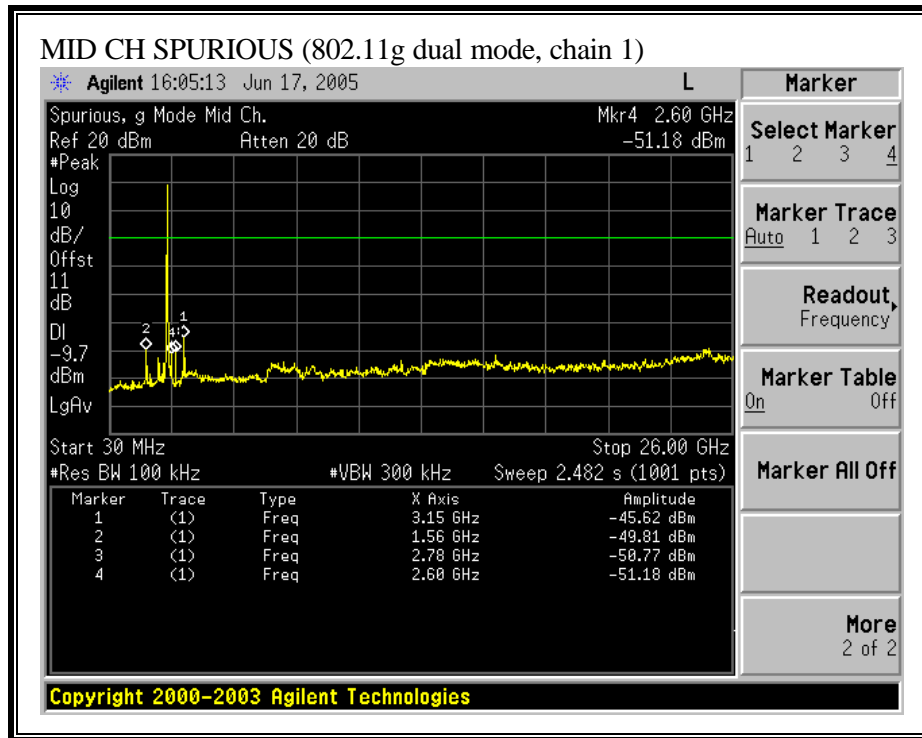 MID CH SPURIOUS (802.11g dual mode, chain 1)
Agilent 16:05:13 Jun 17, 2005 L
Spurious, g Mode Mid Ch. Mkr4 2.60 GHz
Ref 20 dBm Atten 20 dB -51.18 dBm
#Peak
Log
10
dB/
Offst
11
dB
DI
-9.7
dBm
LgAv
2
4
1
Start 30 MHz Stop 26.00 GHz
#Res BW 100 kHz #VBW 300 kHz Sweep 2.482 s (1001 pts)
Marker Trace Type X Axis Amplitude
1 (1) Freq 3.15 GHz -45.62 dBm
2 (1) Freq 1.56 GHz -49.81 dBm
3 (1) Freq 2.78 GHz -50.77 dBm
4 (1) Freq 2.60 GHz -51.18 dBm
Marker
Select Marker
1 2 3 4
Marker Trace
Auto 1 2 3
Readout
Frequency
Marker Table
On Off
Marker All Off
More
2 of 2
Copyright 2000-2003 Agilent Technologies